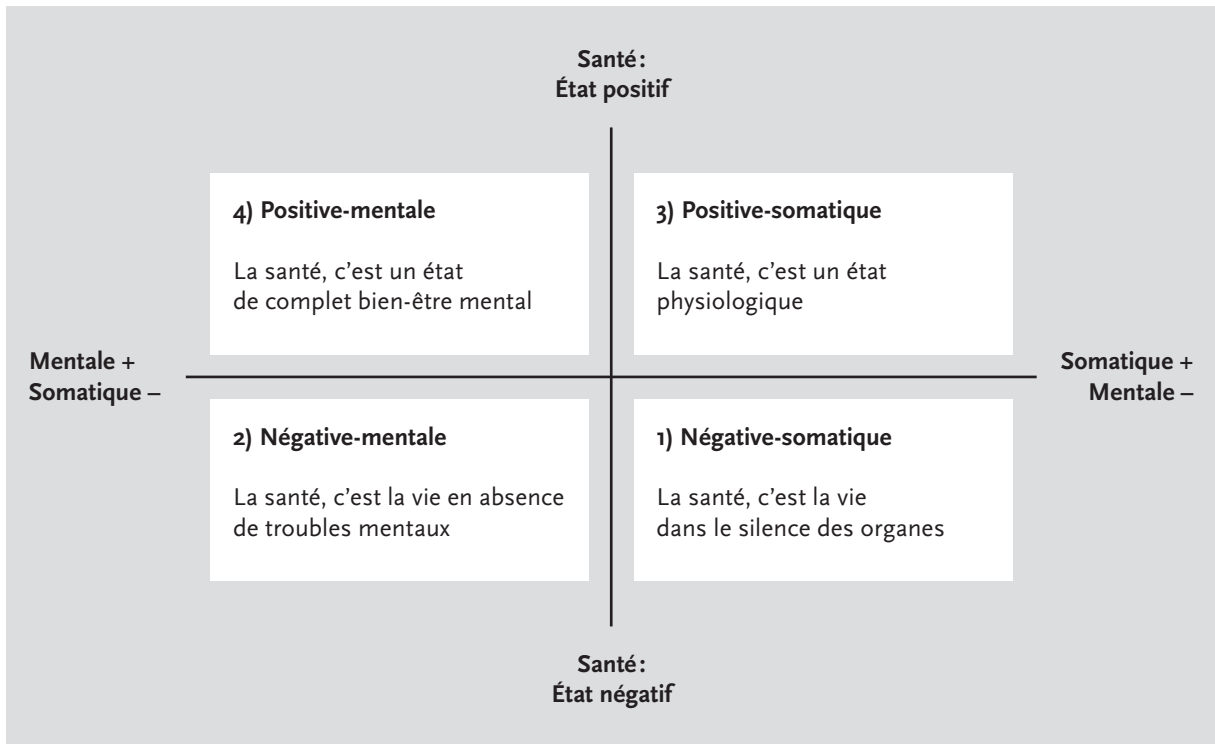 Santé :
État positif
4) Positive-mentale
La santé, c’est un état
de complet bien-être mental
3) Positive-somatique
La santé, c’est un état
physiologique
Mentale +
Somatique –
Somatique +
Mentale –
2) Négative-mentale
La santé, c’est la vie en absence
de troubles mentaux
1) Négative-somatique
La santé, c’est la vie
dans le silence des organes
Santé :
État négatif